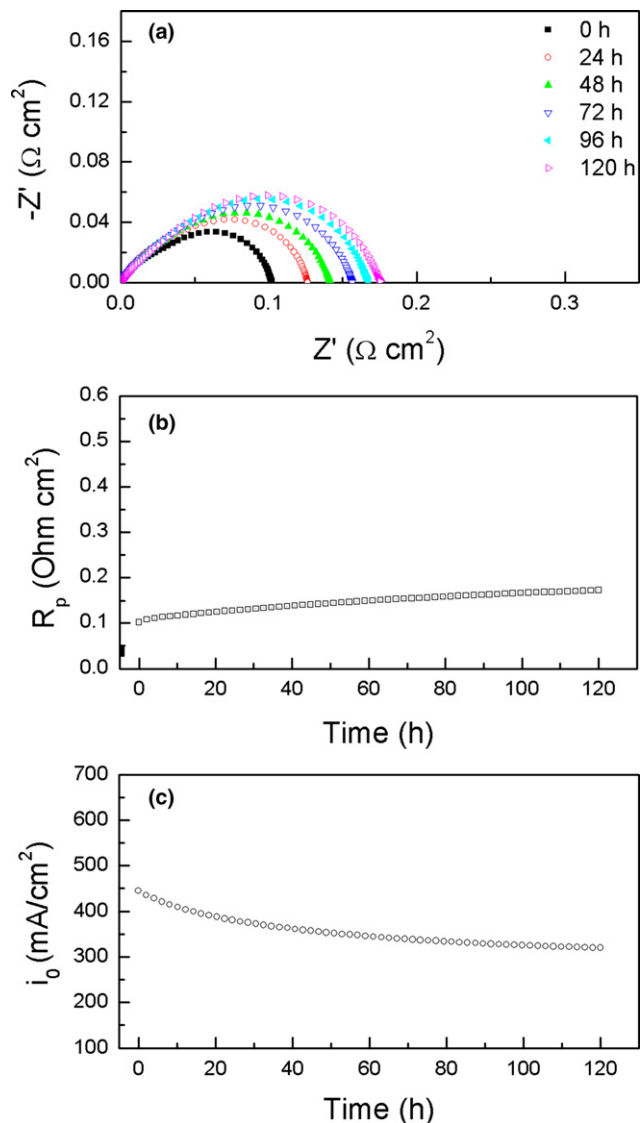 (a)
0 h
24 h
48 h
72 h
96 h
120 h
0.16
0.12
0.08
0.04
0.00
-Z' (Ω cm²)
0.0 0.1 0.2 0.3
Z' (Ω cm²)
(b)
0.6
0.5
0.4
0.3
0.2
0.1
0.0
R_p (Ohm cm²)
0 20 40 60 80 100 120
Time (h)
(c)
700
600
500
400
300
200
100
i_0 (mA/cm²)
0 20 40 60 80 100 120
Time (h)